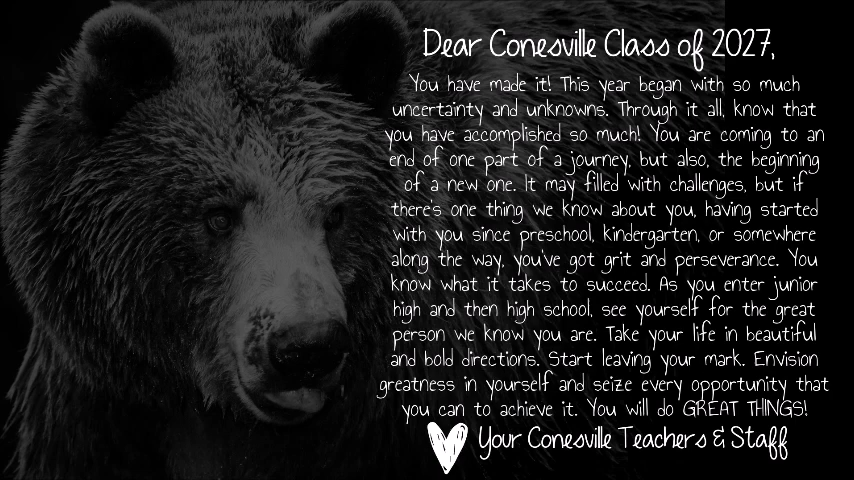 Dear Conesville Class of 2027,
You have made it! This year began with so much
uncertainty and unknowns. Through it all, know that
you have accomplished so much! You are coming to an
end of one part of a journey, but also, the beginning
of a new one. It may filled with challenges, but if
there's one thing we know about you, having started
with you since preschool, kindergarten, or somewhere
along the way, you've got grit and perseverance. You
know what it takes to succeed. As you enter junior
high and then high school, see yourself for the great
person we know you are. Take your life in beautiful
and bold directions. Start leaving your mark. Envision
greatness in yourself and seize every opportunity that
you can to achieve it. You will do GREAT THINGS!
Your Conesville Teachers & Staff